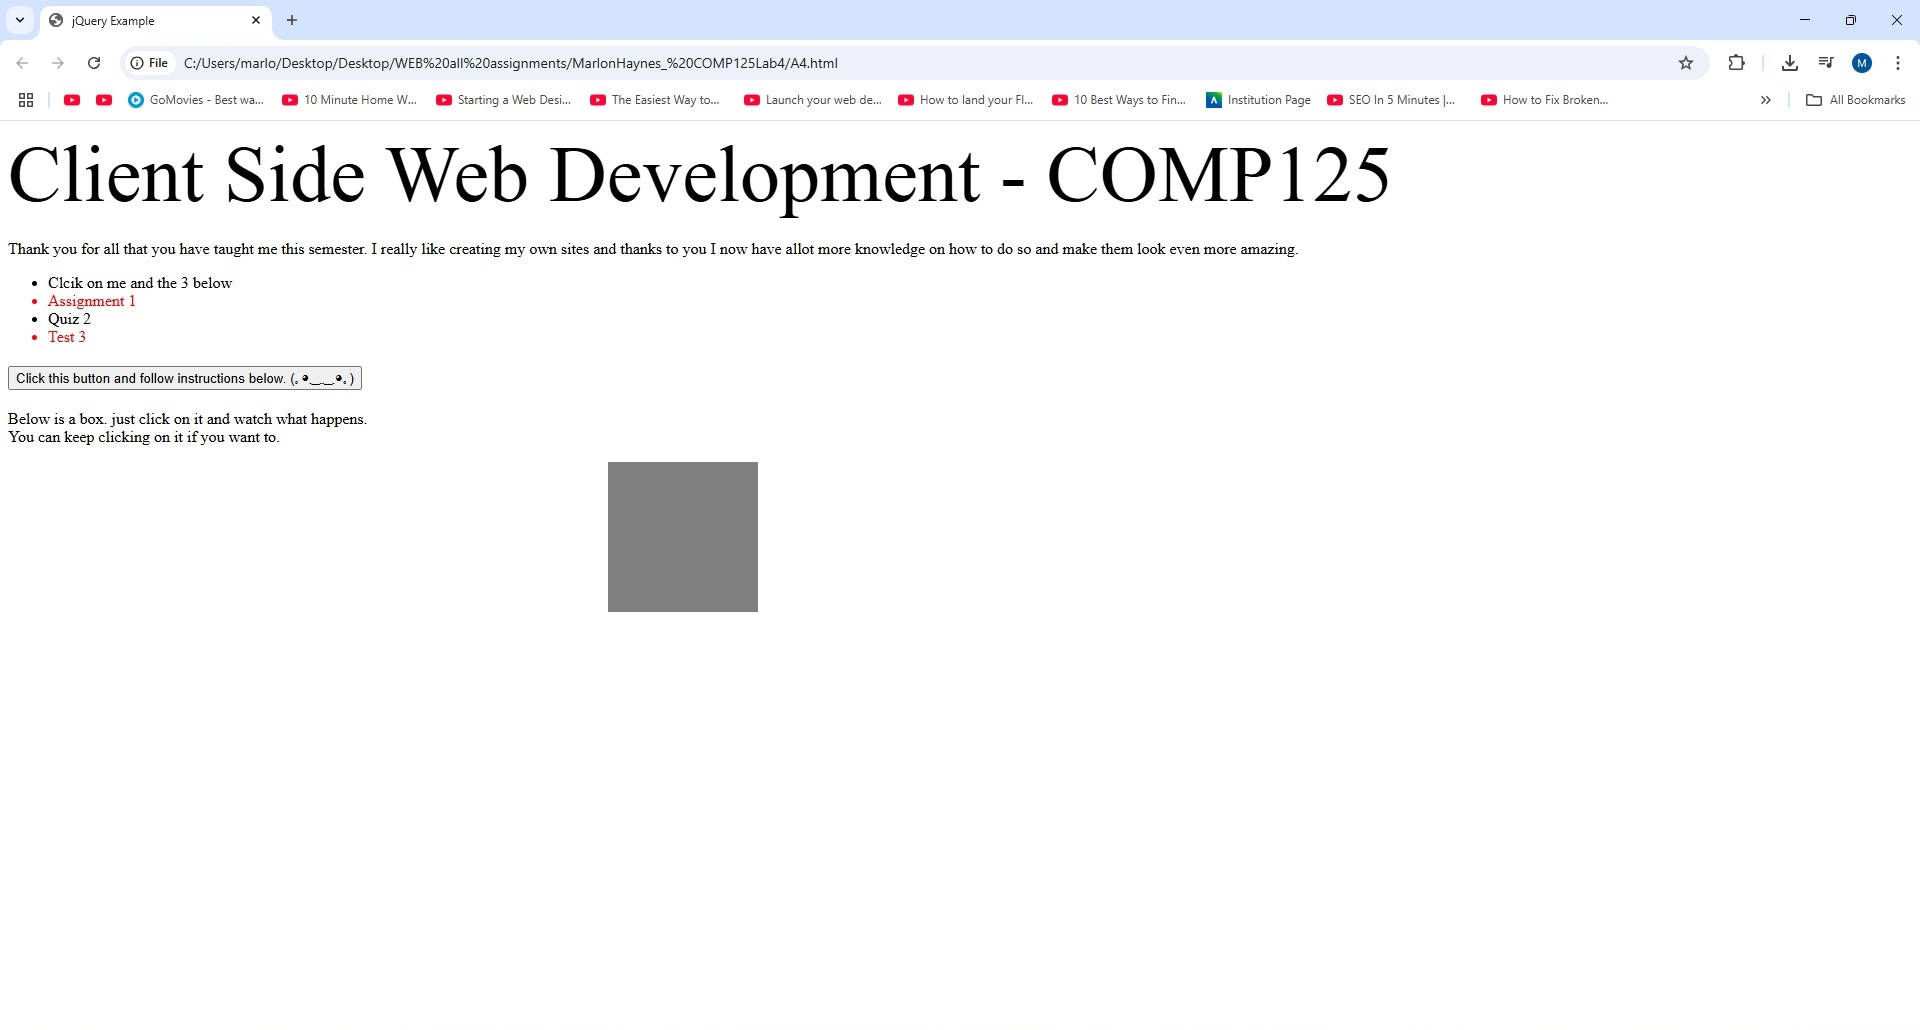 jQuery Example
File C:/Users/marlo/Desktop/Desktop/WEB%20all%20assignments/MarlonHaynes_%20COMP125Lab4/A4.html
M
GoMovies - Best wa... 10 Minute Home W... Starting a Web Desi... The Easiest Way to... Launch your web de... How to land your Fl... 10 Best Ways to Fin... Institution Page SEO In 5 Minutes |... How to Fix Broken... All Bookmarks
Client Side Web Development - COMP125
Thank you for all that you have taught me this semester. I really like creating my own sites and thanks to you I now have allot more knowledge on how to do so and make them look even more amazing.
• Clcik on me and the 3 below
• Assignment 1
• Quiz 2
• Test 3
Click this button and follow instructions below. (｡◕‿‿◕｡)
Below is a box. just click on it and watch what happens.
You can keep clicking on it if you want to.